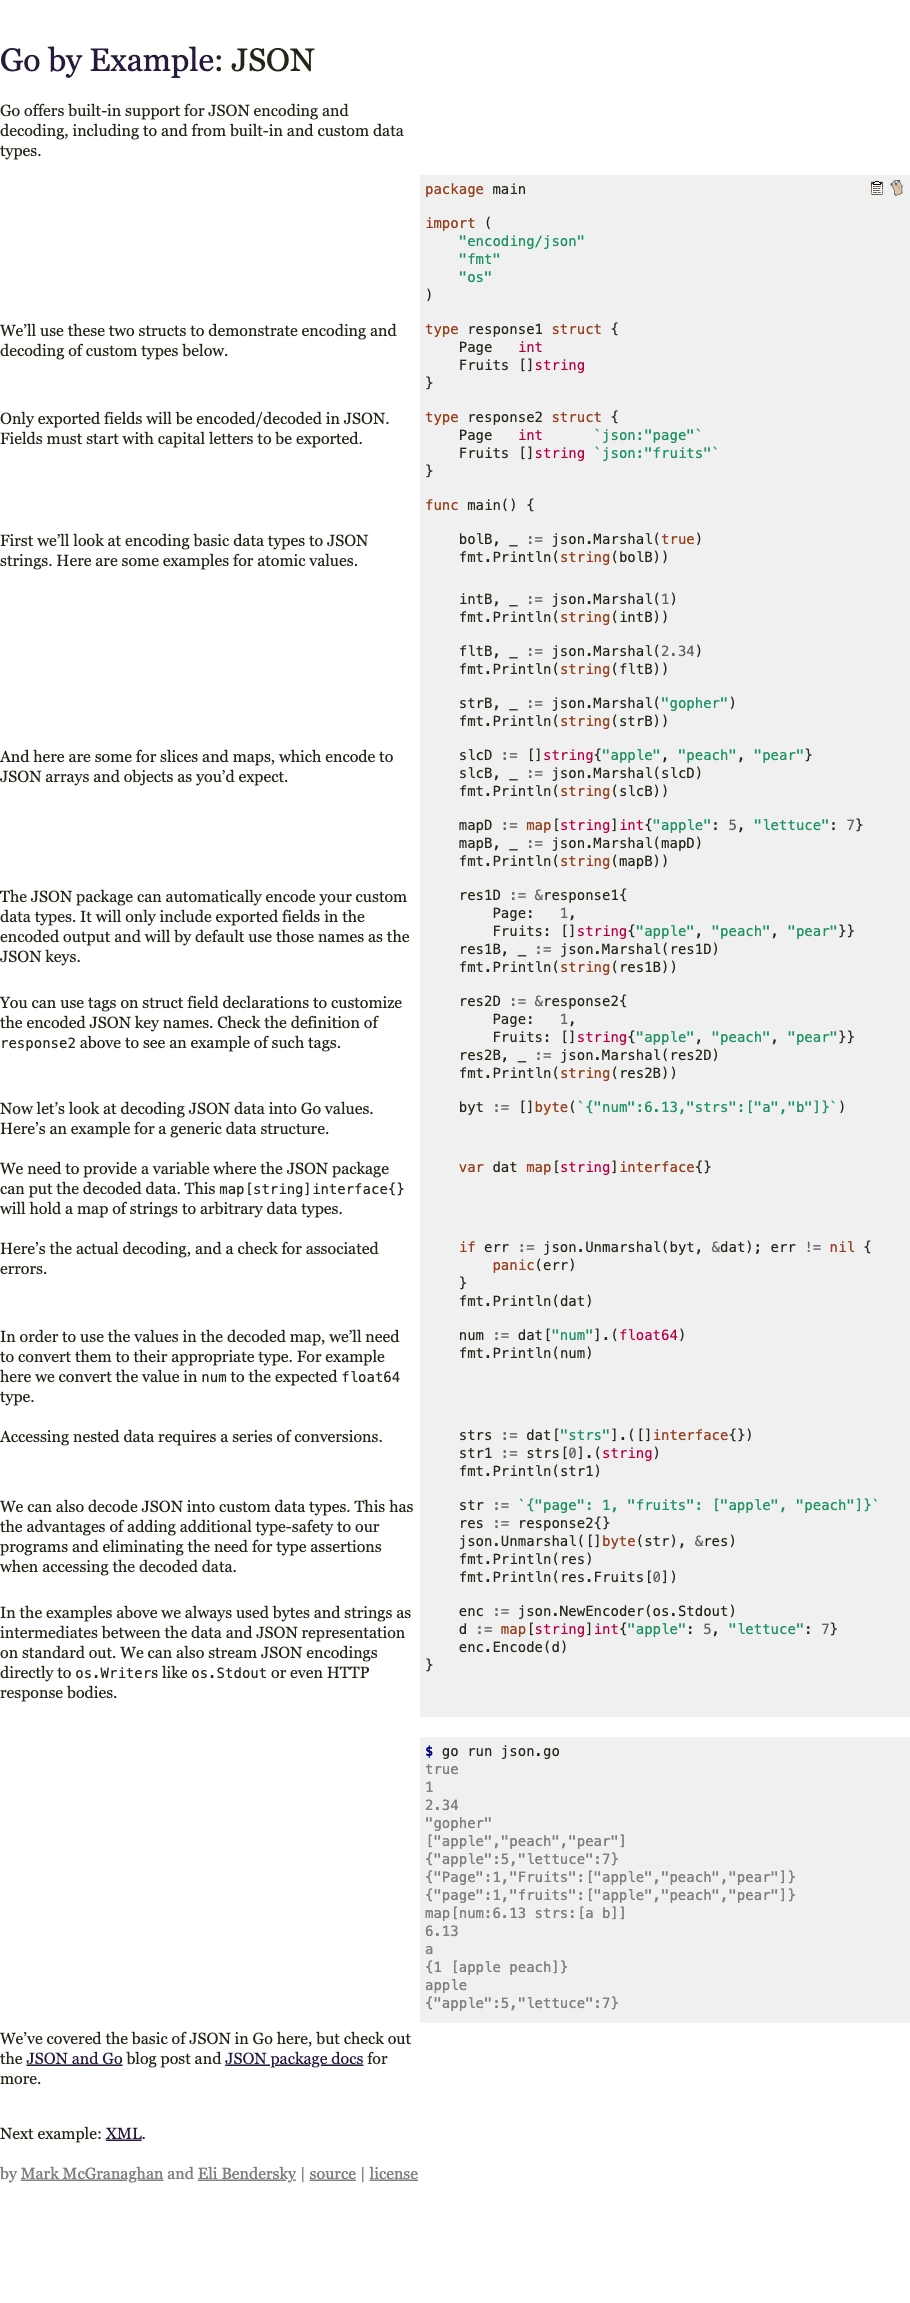 Go by Example: JSON
Go offers built-in support for JSON encoding and
decoding, including to and from built-in and custom data
types.
package main
import (
    "encoding/json"
    "fmt"
    "os"
)
We’ll use these two structs to demonstrate encoding and
decoding of custom types below.
type response1 struct {
    Page   int
    Fruits []string
}
Only exported fields will be encoded/decoded in JSON.
Fields must start with capital letters to be exported.
type response2 struct {
    Page   int      `json:"page"`
    Fruits []string `json:"fruits"`
}
func main() {
First we’ll look at encoding basic data types to JSON
strings. Here are some examples for atomic values.
    bolB, _ := json.Marshal(true)
    fmt.Println(string(bolB))
    intB, _ := json.Marshal(1)
    fmt.Println(string(intB))
    fltB, _ := json.Marshal(2.34)
    fmt.Println(string(fltB))
    strB, _ := json.Marshal("gopher")
    fmt.Println(string(strB))
And here are some for slices and maps, which encode to
JSON arrays and objects as you’d expect.
    slcD := []string{"apple", "peach", "pear"}
    slcB, _ := json.Marshal(slcD)
    fmt.Println(string(slcB))
    mapD := map[string]int{"apple": 5, "lettuce": 7}
    mapB, _ := json.Marshal(mapD)
    fmt.Println(string(mapB))
The JSON package can automatically encode your custom
data types. It will only include exported fields in the
encoded output and will by default use those names as the
JSON keys.
    res1D := &response1{
        Page:   1,
        Fruits: []string{"apple", "peach", "pear"}}
    res1B, _ := json.Marshal(res1D)
    fmt.Println(string(res1B))
You can use tags on struct field declarations to customize
the encoded JSON key names. Check the definition of
response2 above to see an example of such tags.
    res2D := &response2{
        Page:   1,
        Fruits: []string{"apple", "peach", "pear"}}
    res2B, _ := json.Marshal(res2D)
    fmt.Println(string(res2B))
Now let’s look at decoding JSON data into Go values.
Here’s an example for a generic data structure.
    byt := []byte(`{"num":6.13,"strs":["a","b"]}`)
We need to provide a variable where the JSON package
can put the decoded data. This map[string]interface{}
will hold a map of strings to arbitrary data types.
    var dat map[string]interface{}
Here’s the actual decoding, and a check for associated
errors.
    if err := json.Unmarshal(byt, &dat); err != nil {
        panic(err)
    }
    fmt.Println(dat)
In order to use the values in the decoded map, we’ll need
to convert them to their appropriate type. For example
here we convert the value in num to the expected float64
type.
    num := dat["num"].(float64)
    fmt.Println(num)
Accessing nested data requires a series of conversions.
    strs := dat["strs"].([]interface{})
    str1 := strs[0].(string)
    fmt.Println(str1)
We can also decode JSON into custom data types. This has
the advantages of adding additional type-safety to our
programs and eliminating the need for type assertions
when accessing the decoded data.
    str := `{"page": 1, "fruits": ["apple", "peach"]}`
    res := response2{}
    json.Unmarshal([]byte(str), &res)
    fmt.Println(res)
    fmt.Println(res.Fruits[0])
In the examples above we always used bytes and strings as
intermediates between the data and JSON representation
on standard out. We can also stream JSON encodings
directly to os.Writers like os.Stdout or even HTTP
response bodies.
    enc := json.NewEncoder(os.Stdout)
    d := map[string]int{"apple": 5, "lettuce": 7}
    enc.Encode(d)
}
$ go run json.go
true
1
2.34
"gopher"
["apple","peach","pear"]
{"apple":5,"lettuce":7}
{"Page":1,"Fruits":["apple","peach","pear"]}
{"page":1,"fruits":["apple","peach","pear"]}
map[num:6.13 strs:[a b]]
6.13
a
{1 [apple peach]}
apple
{"apple":5,"lettuce":7}
We’ve covered the basic of JSON in Go here, but check out
the JSON and Go blog post and JSON package docs for
more.
Next example: XML.
by Mark McGranaghan and Eli Bendersky | source | license